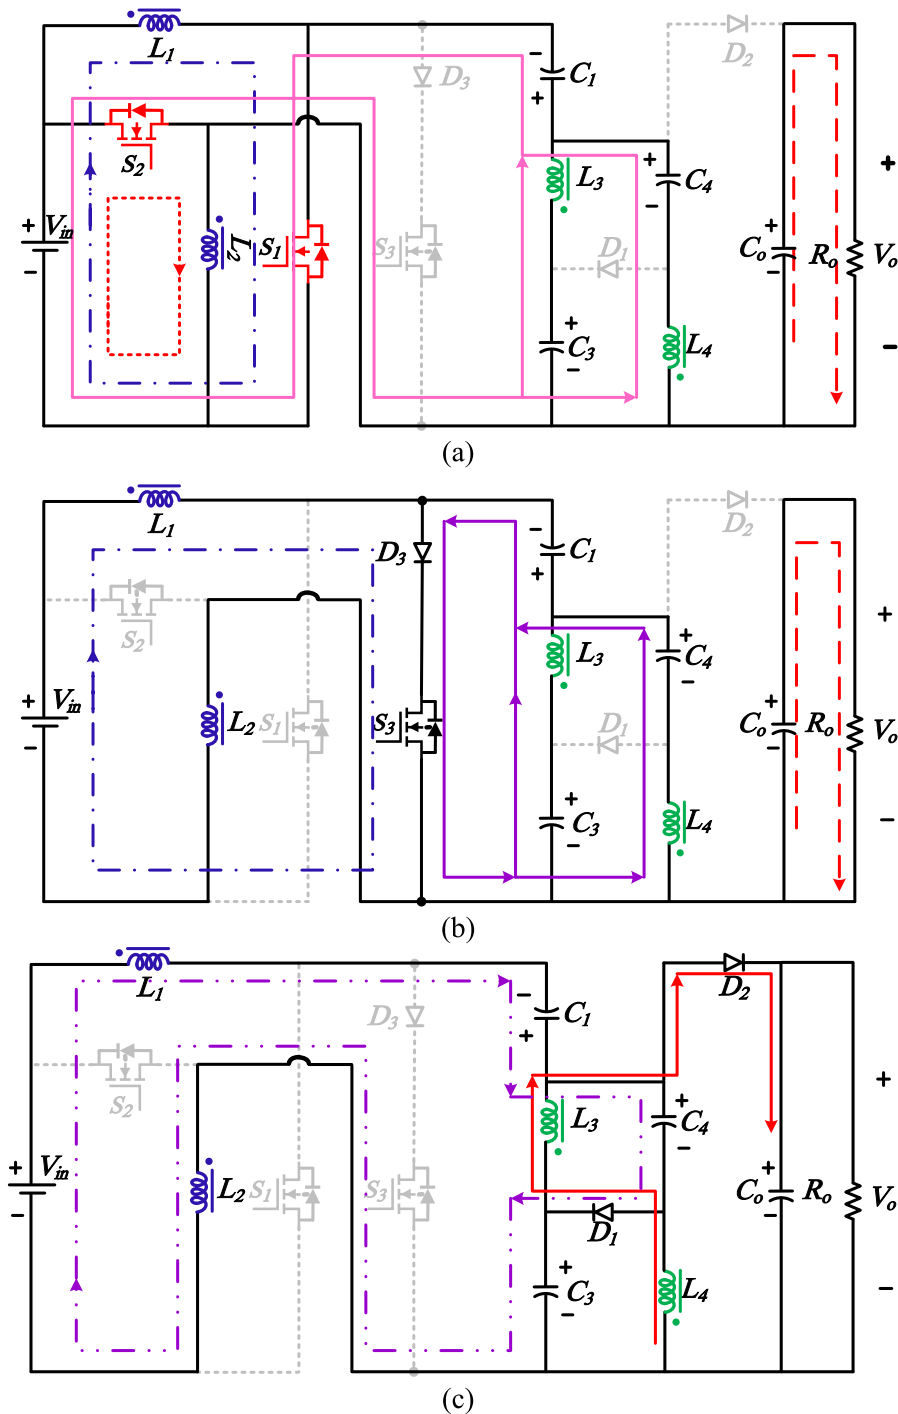 L1
D3
C1
D2
S2
Vin
L2
S1
S3
L3
C4
D1
C3
L4
Co
Ro
Vo
+
−
(a)
L1
D3
C1
D2
S2
Vin
L2
S1
S3
L3
C4
D1
C3
L4
Co
Ro
Vo
+
−
(b)
L1
D3
C1
D2
S2
Vin
L2
S1
S3
L3
C4
D1
C3
L4
Co
Ro
Vo
+
−
(c)